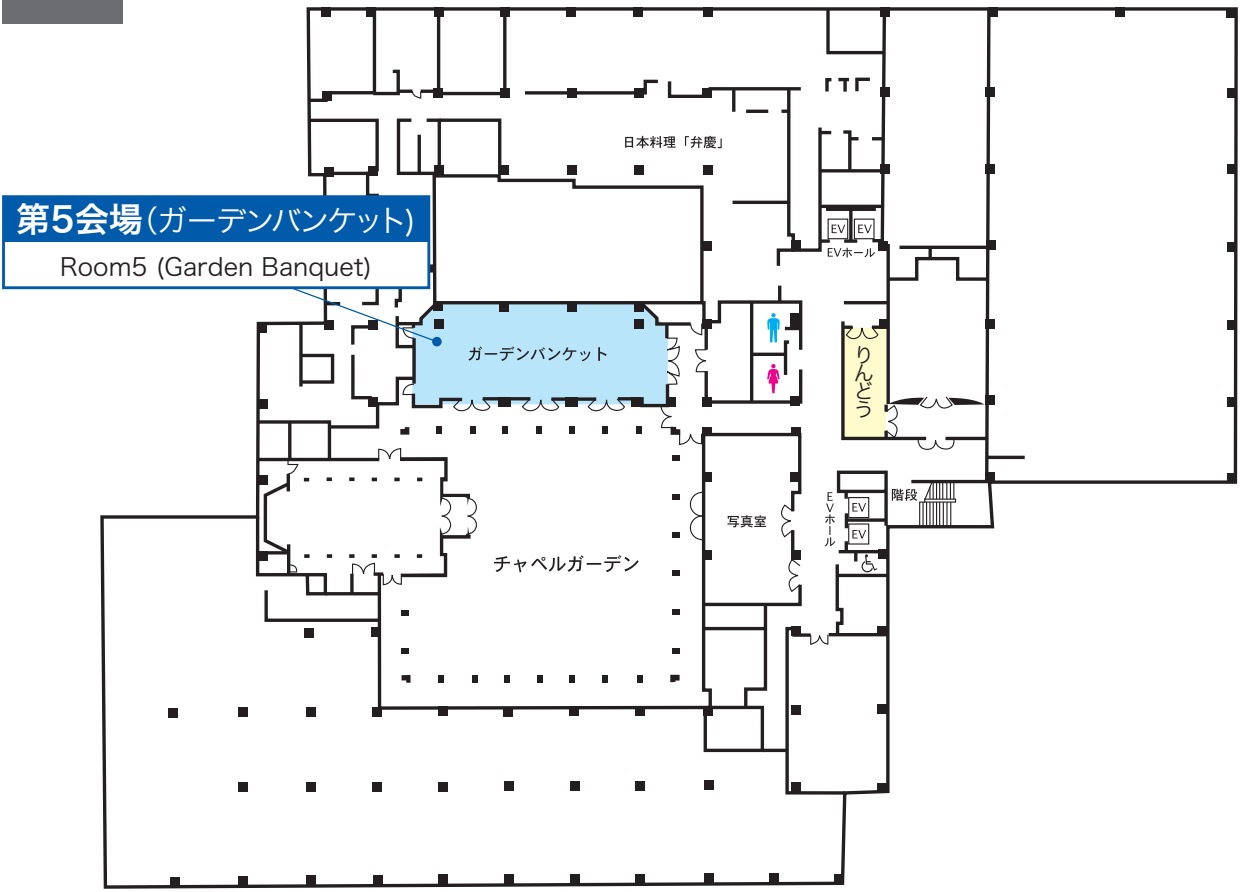 日本料理「弁慶」
第5会場(ガーデンバンケット)
Room5 (Garden Banquet)
EV
EV
EVホール
ガーデンバンケット
りんどう
チャペルガーデン
写真室
EVホール
EV
EV
階段